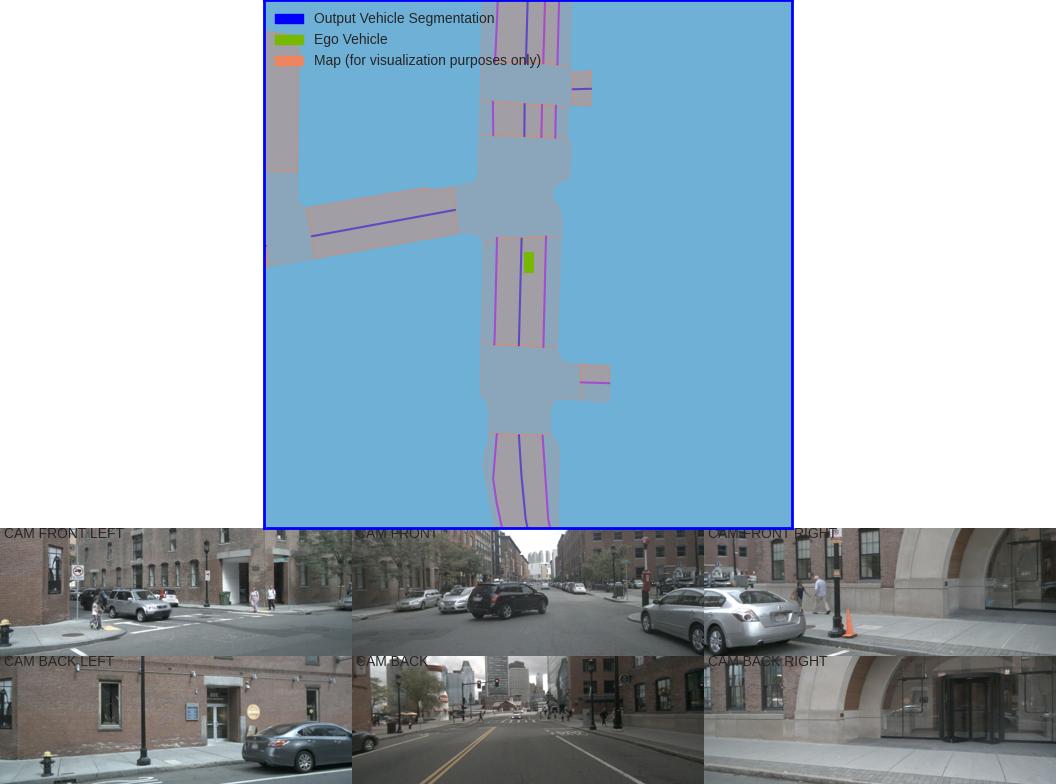 Output Vehicle Segmentation
Ego Vehicle
Map (for visualization purposes only)
CAM FRONT LEFT
CAM FRONT
CAM FRONT RIGHT
CAM BACK LEFT
CAM BACK
CAM BACK RIGHT